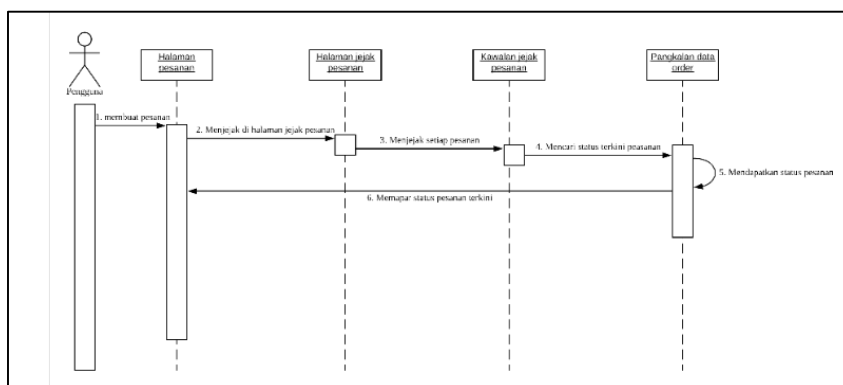 Halaman
pesanan
Halaman jejak
pesanan
Kawalan jejak
pesanan
Pangkalan data
order
Pengguna
1. membuat pesanan
2. Menjejak di halaman jejak pesanan
3. Menjejak setiap pesanan
4. Mencari status terkini peasanan
5. Mendapatkan status pesanan
6. Memapar status pesanan terkini